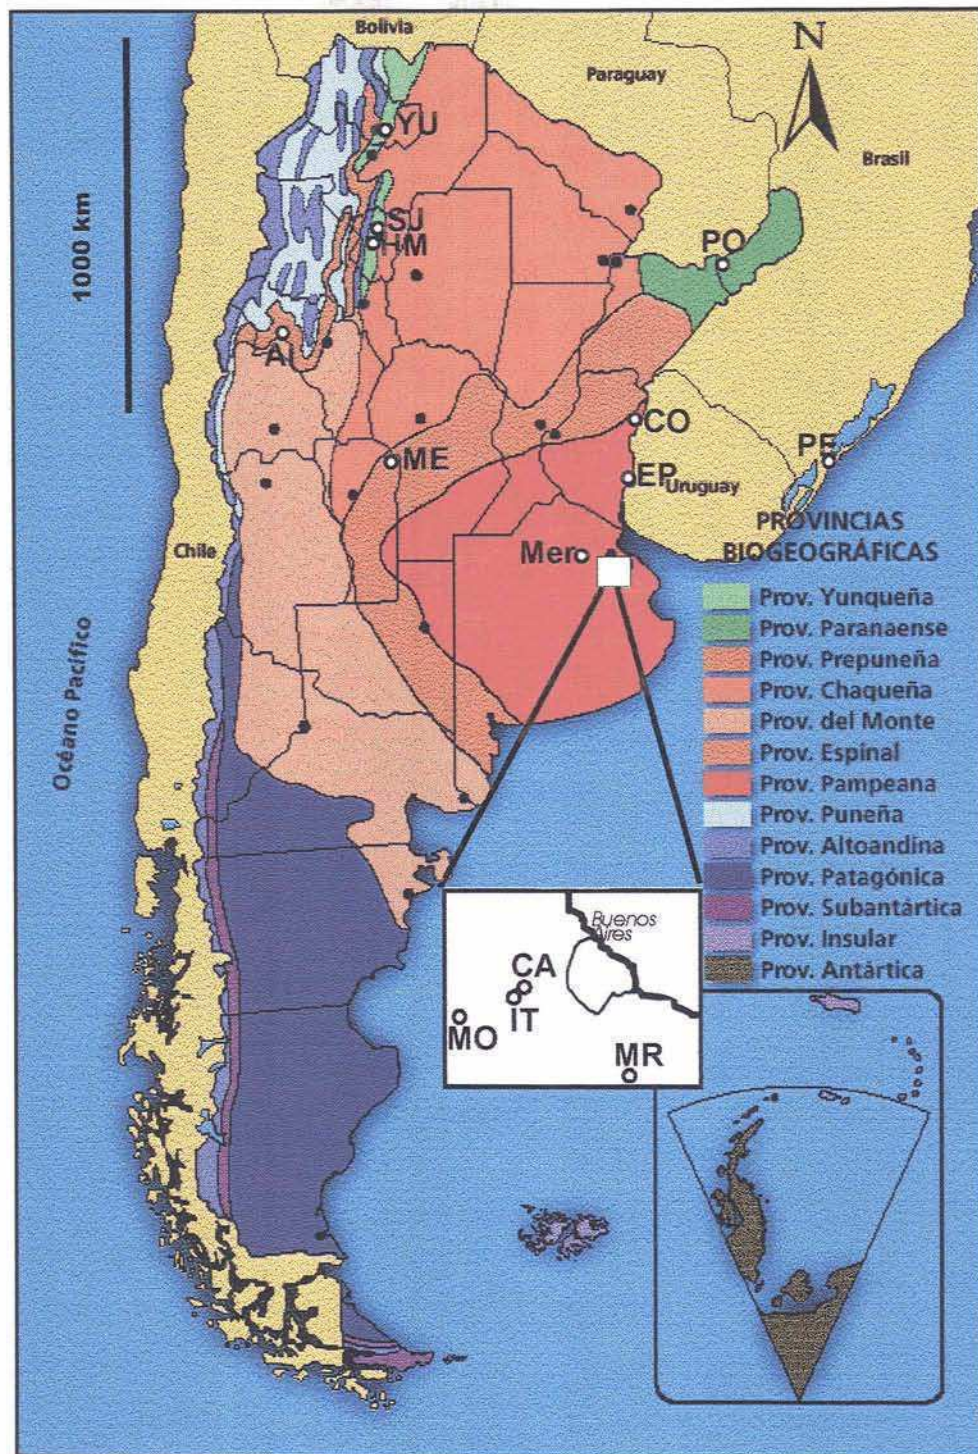 Bolivia
N
Paraguay
Brasil
1000 km
YU
SJ
HM
PO
AI
CO
ME
PE
EP
Uruguay
Chile
Mer
PROVINCIAS
BIOGEOGRÁFICAS
Prov. Yunqueña
Prov. Paranaense
Prov. Prepuneña
Prov. Chaqueña
Prov. del Monte
Prov. Espinal
Prov. Pampeana
Prov. Puneña
Prov. Altoandina
Prov. Patagónica
Prov. Subantártica
Prov. Insular
Prov. Antártica
Océano Pacífico
Buenos
Aires
CA
IT
MO
MR